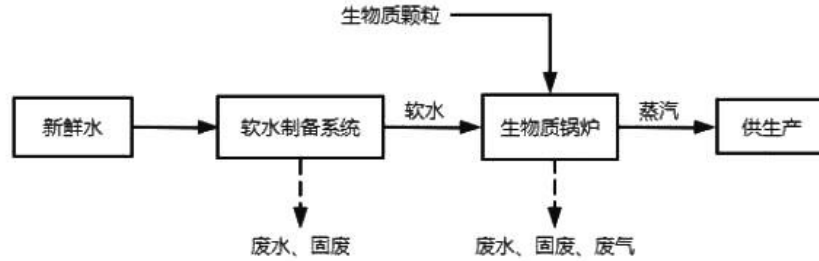 生物质颗粒
新鲜水
软水制备系统
软水
生物质锅炉
蒸汽
供生产
废水、固废
废水、固废、废气